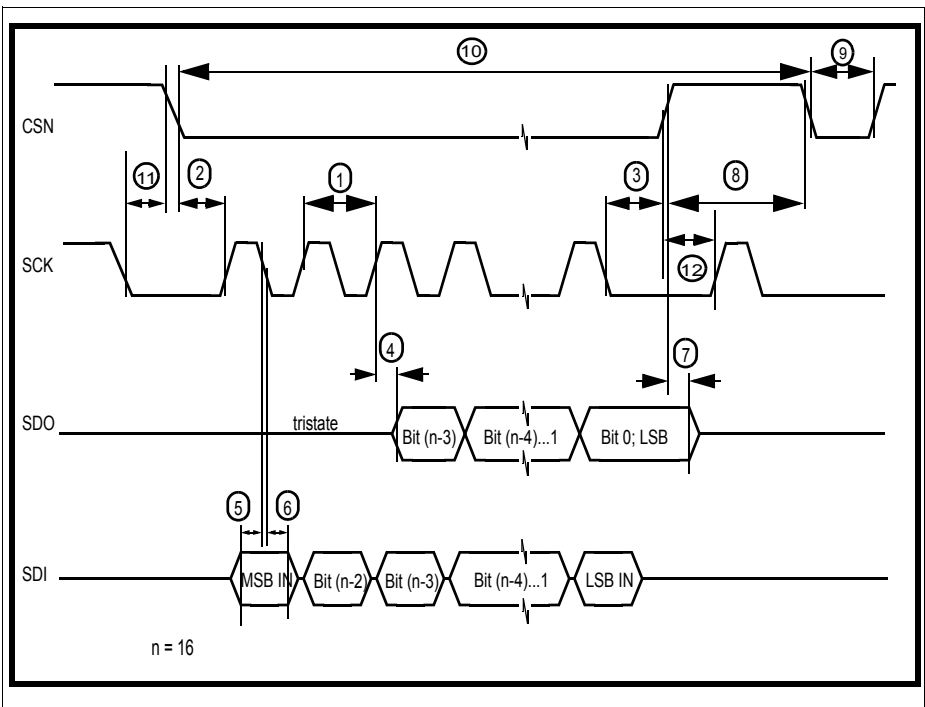 10
9
CSN
11
2
1
3
8
SCK
12
4
7
SDO
tristate
Bit (n-3)
Bit (n-4)...1
Bit 0; LSB
5
6
SDI
MSB IN
Bit (n-2)
Bit (n-3)
Bit (n-4)...1
LSB IN
n = 16